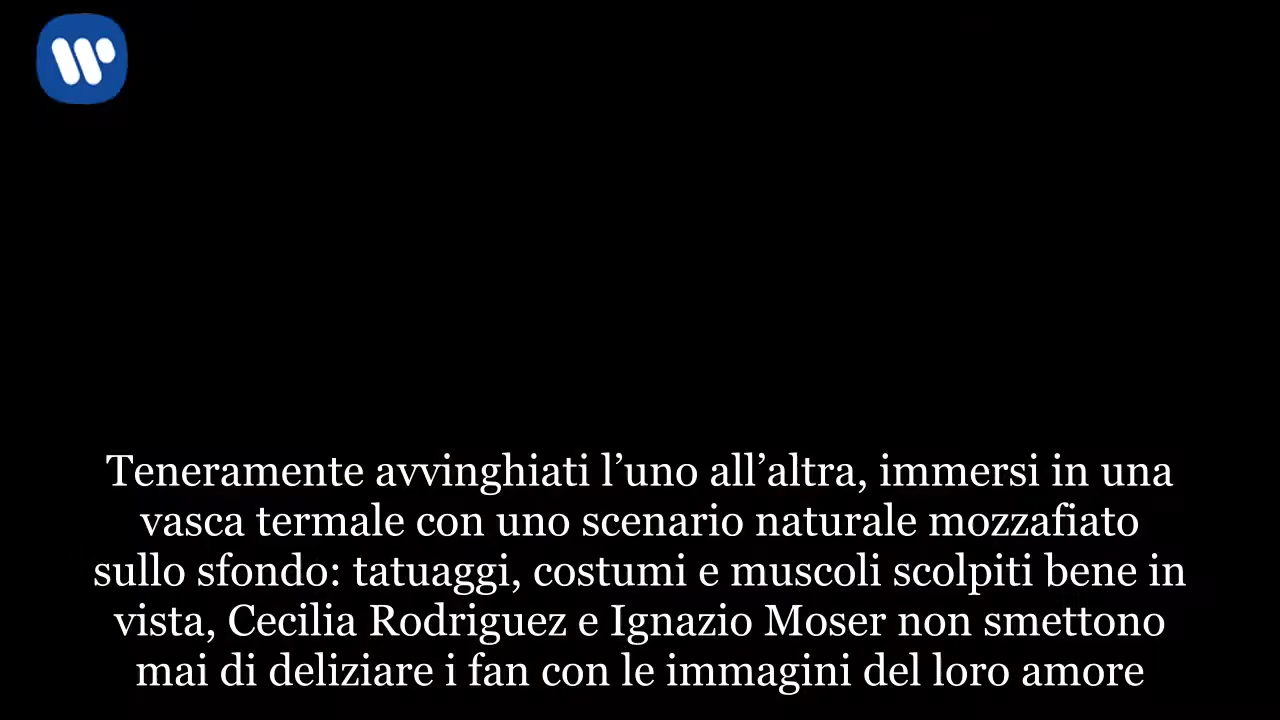 Teneramente avvinghiati l’uno all’altra, immersi in una
vasca termale con uno scenario naturale mozzafiato
sullo sfondo: tatuaggi, costumi e muscoli scolpiti bene in
vista, Cecilia Rodriguez e Ignazio Moser non smettono
mai di deliziare i fan con le immagini del loro amore